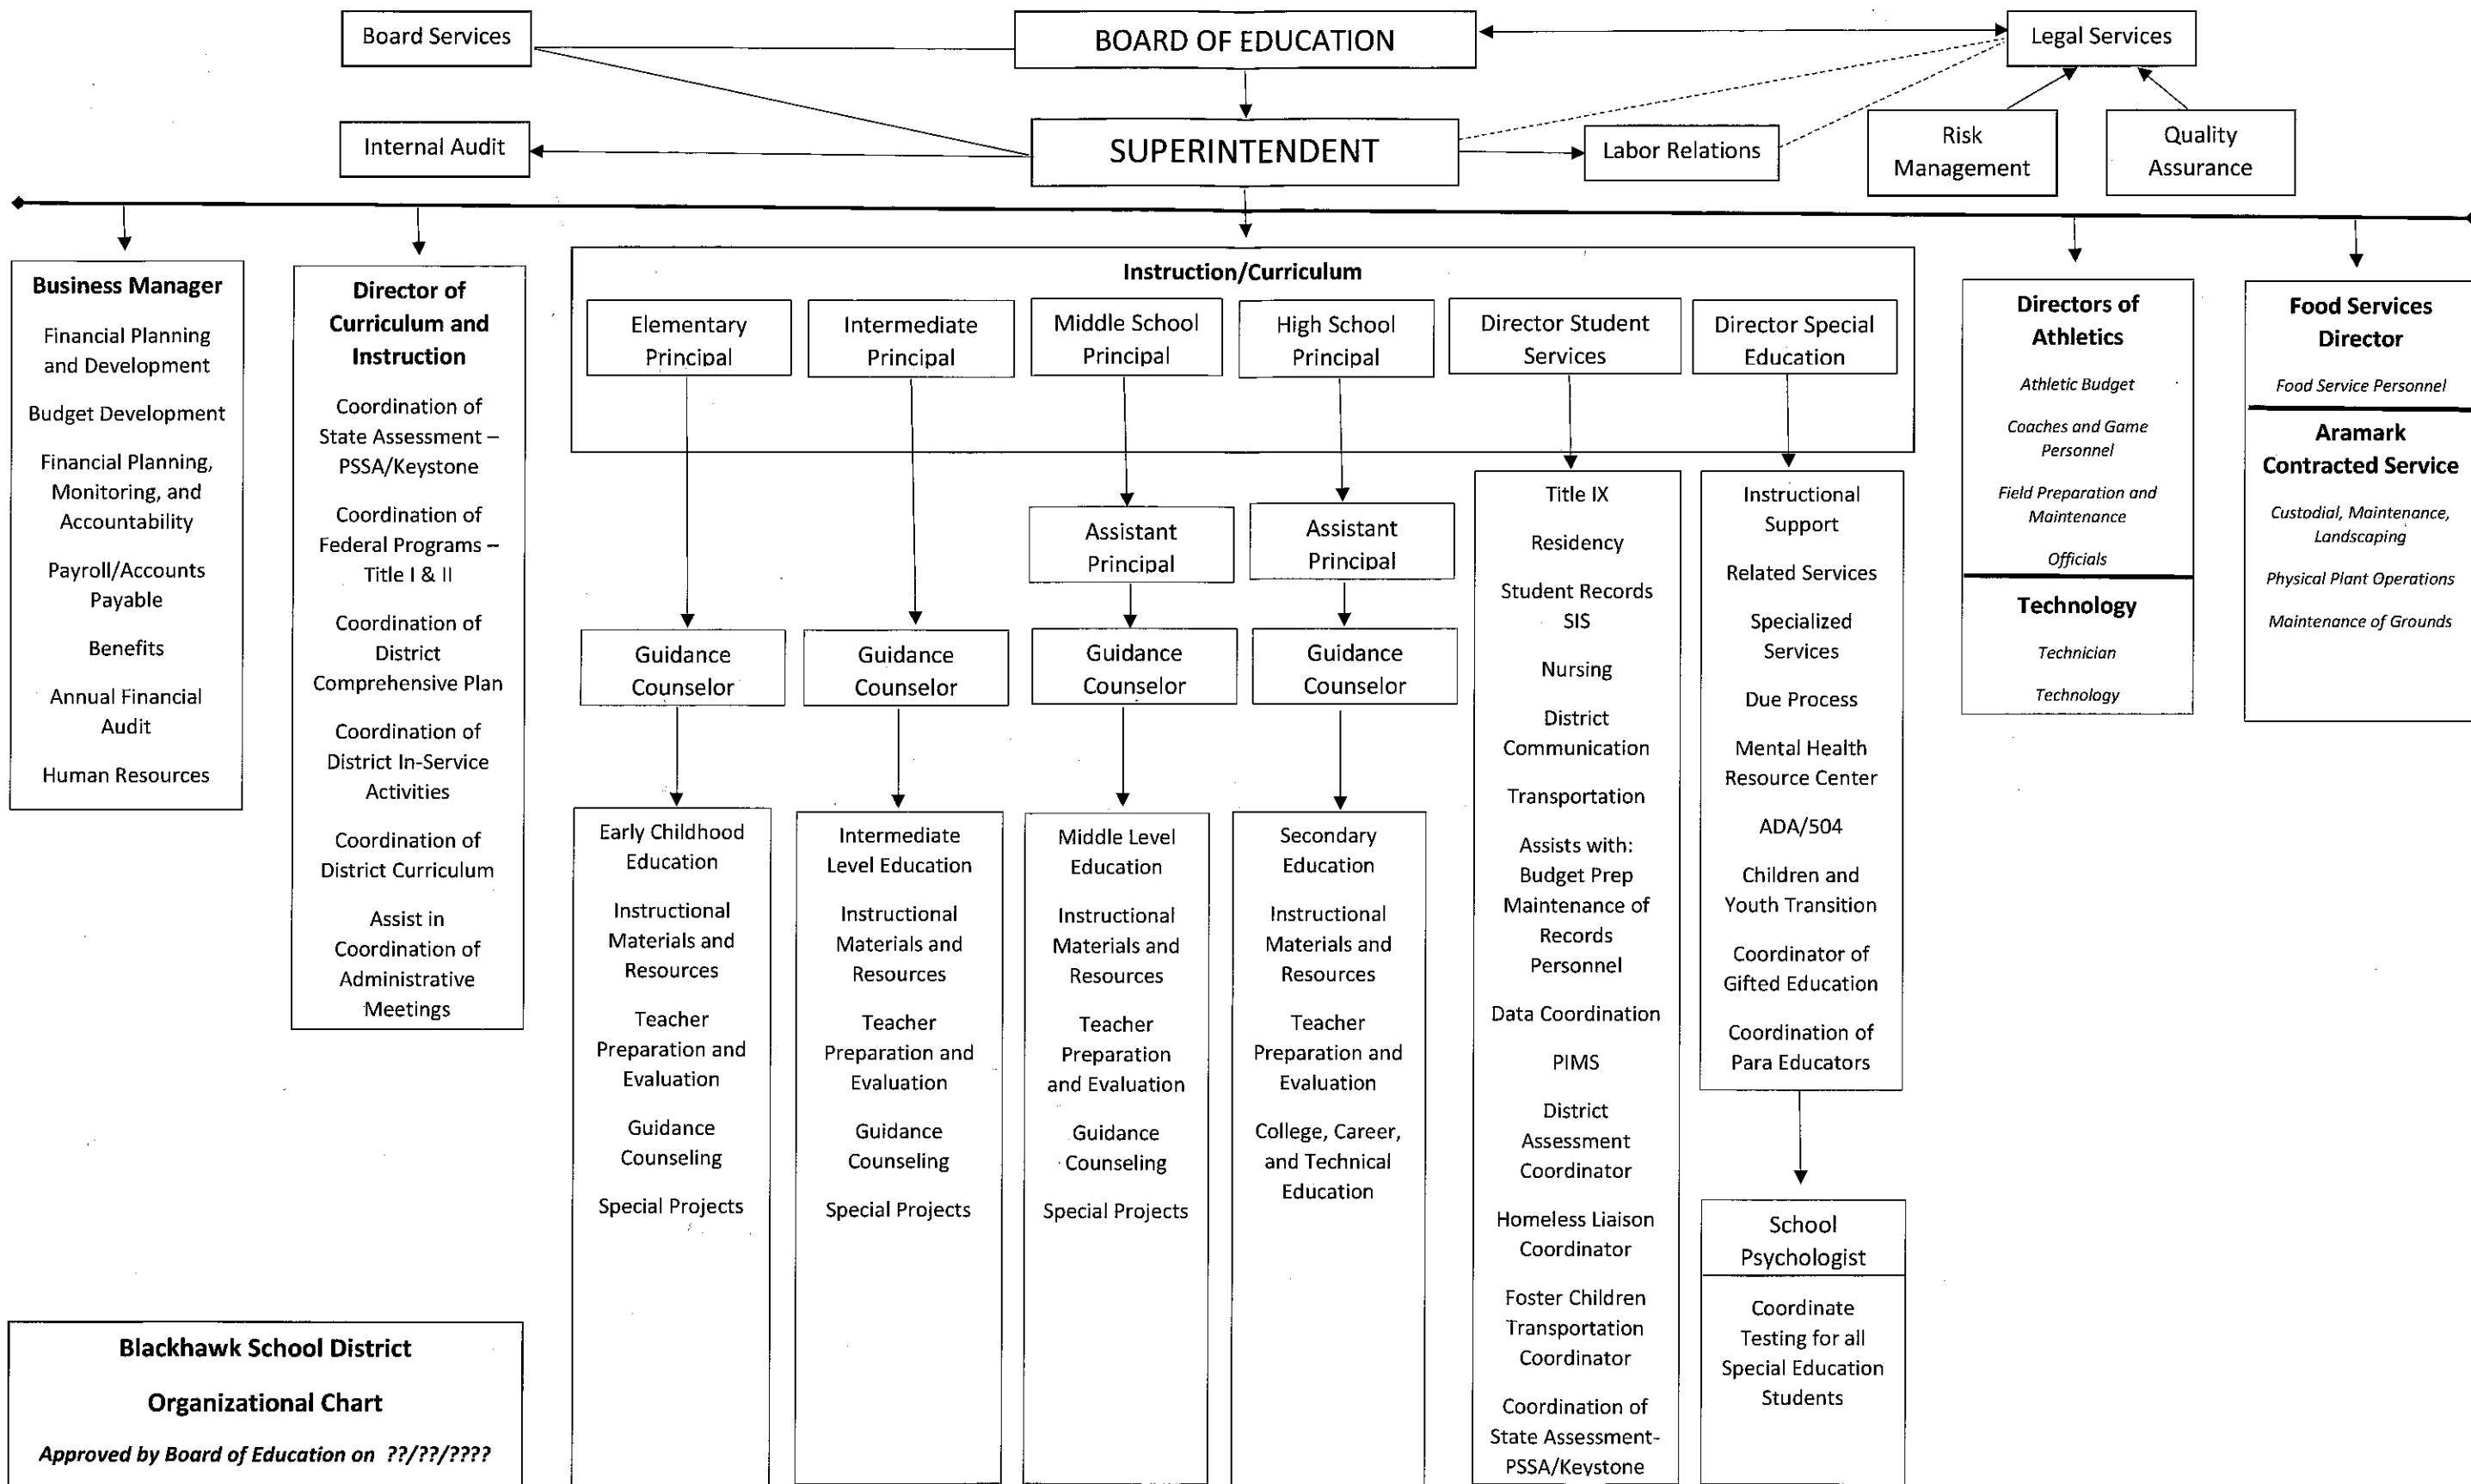 Board Services
BOARD OF EDUCATION
Legal Services
Internal Audit
SUPERINTENDENT
Labor Relations
Risk
Management
Quality
Assurance
Business Manager
Financial Planning
and Development
Budget Development
Financial Planning,
Monitoring, and
Accountability
Payroll/Accounts
Payable
Benefits
Annual Financial
Audit
Human Resources
Director of
Curriculum and
Instruction
Coordination of
State Assessment –
PSSA/Keystone
Coordination of
Federal Programs –
Title I & II
Coordination of
District
Comprehensive Plan
Coordination of
District In-Service
Activities
Coordination of
District Curriculum
Assist in
Coordination of
Administrative
Meetings
Instruction/Curriculum
Elementary
Principal
Intermediate
Principal
Middle School
Principal
High School
Principal
Director Student
Services
Director Special
Education
Assistant
Principal
Assistant
Principal
Guidance
Counselor
Guidance
Counselor
Guidance
Counselor
Guidance
Counselor
Early Childhood
Education
Instructional
Materials and
Resources
Teacher
Preparation and
Evaluation
Guidance
Counseling
Special Projects
Intermediate
Level Education
Instructional
Materials and
Resources
Teacher
Preparation and
Evaluation
Guidance
Counseling
Special Projects
Middle Level
Education
Instructional
Materials and
Resources
Teacher
Preparation
and Evaluation
Guidance
Counseling
Special Projects
Secondary
Education
Instructional
Materials and
Resources
Teacher
Preparation and
Evaluation
College, Career,
and Technical
Education
Title IX
Residency
Student Records
SIS
Nursing
District
Communication
Transportation
Assists with:
Budget Prep
Maintenance of
Records
Personnel
Data Coordination
PIMS
District
Assessment
Coordinator
Homeless Liaison
Coordinator
Foster Children
Transportation
Coordinator
Coordination of
State Assessment-
PSSA/Keystone
Instructional
Support
Related Services
Specialized
Services
Due Process
Mental Health
Resource Center
ADA/504
Children and
Youth Transition
Coordinator of
Gifted Education
Coordination of
Para Educators
School
Psychologist
Coordinate
Testing for all
Special Education
Students
Directors of
Athletics
Athletic Budget
Coaches and Game
Personnel
Field Preparation and
Maintenance
Officials
Technology
Technician
Technology
Food Services
Director
Food Service Personnel
Aramark
Contracted Service
Custodial, Maintenance,
Landscaping
Physical Plant Operations
Maintenance of Grounds
Blackhawk School District
Organizational Chart
Approved by Board of Education on ??/??/????